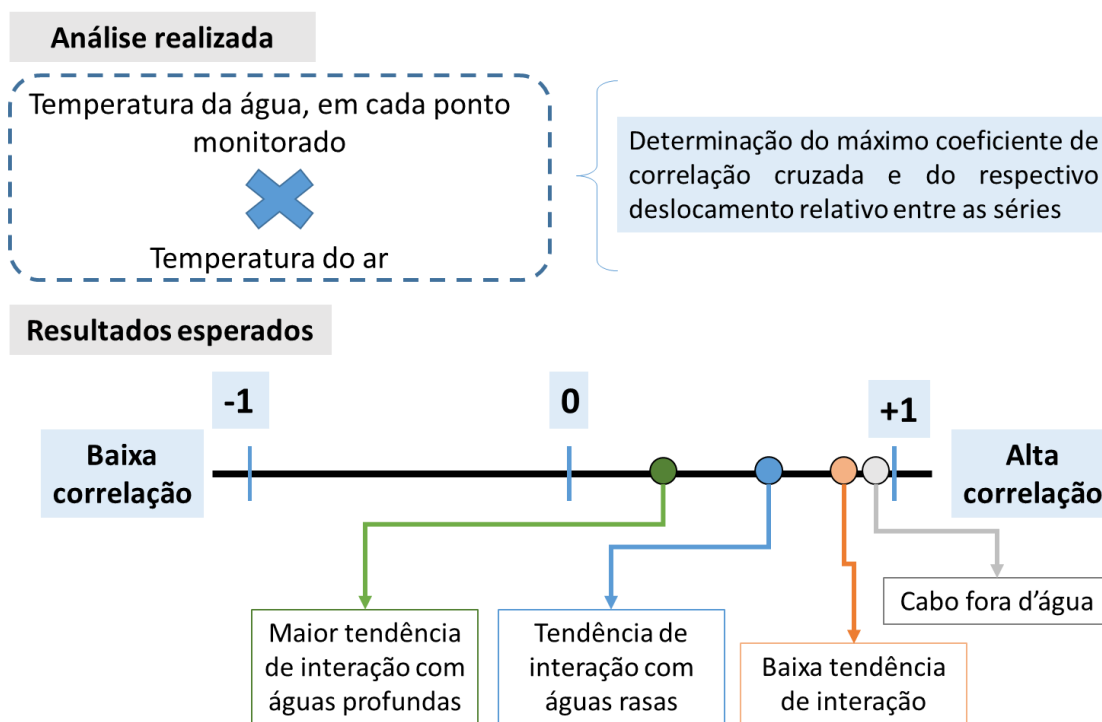 Análise realizada
Temperatura da água, em cada ponto
monitorado
Temperatura do ar
Determinação do máximo coeficiente de
correlação cruzada e do respectivo
deslocamento relativo entre as séries
Resultados esperados
-1
0
+1
Baixa
correlação
Alta
correlação
Cabo fora d'água
Maior tendência
de interação com
águas profundas
Tendência de
interação com
águas rasas
Baixa tendência
de interação